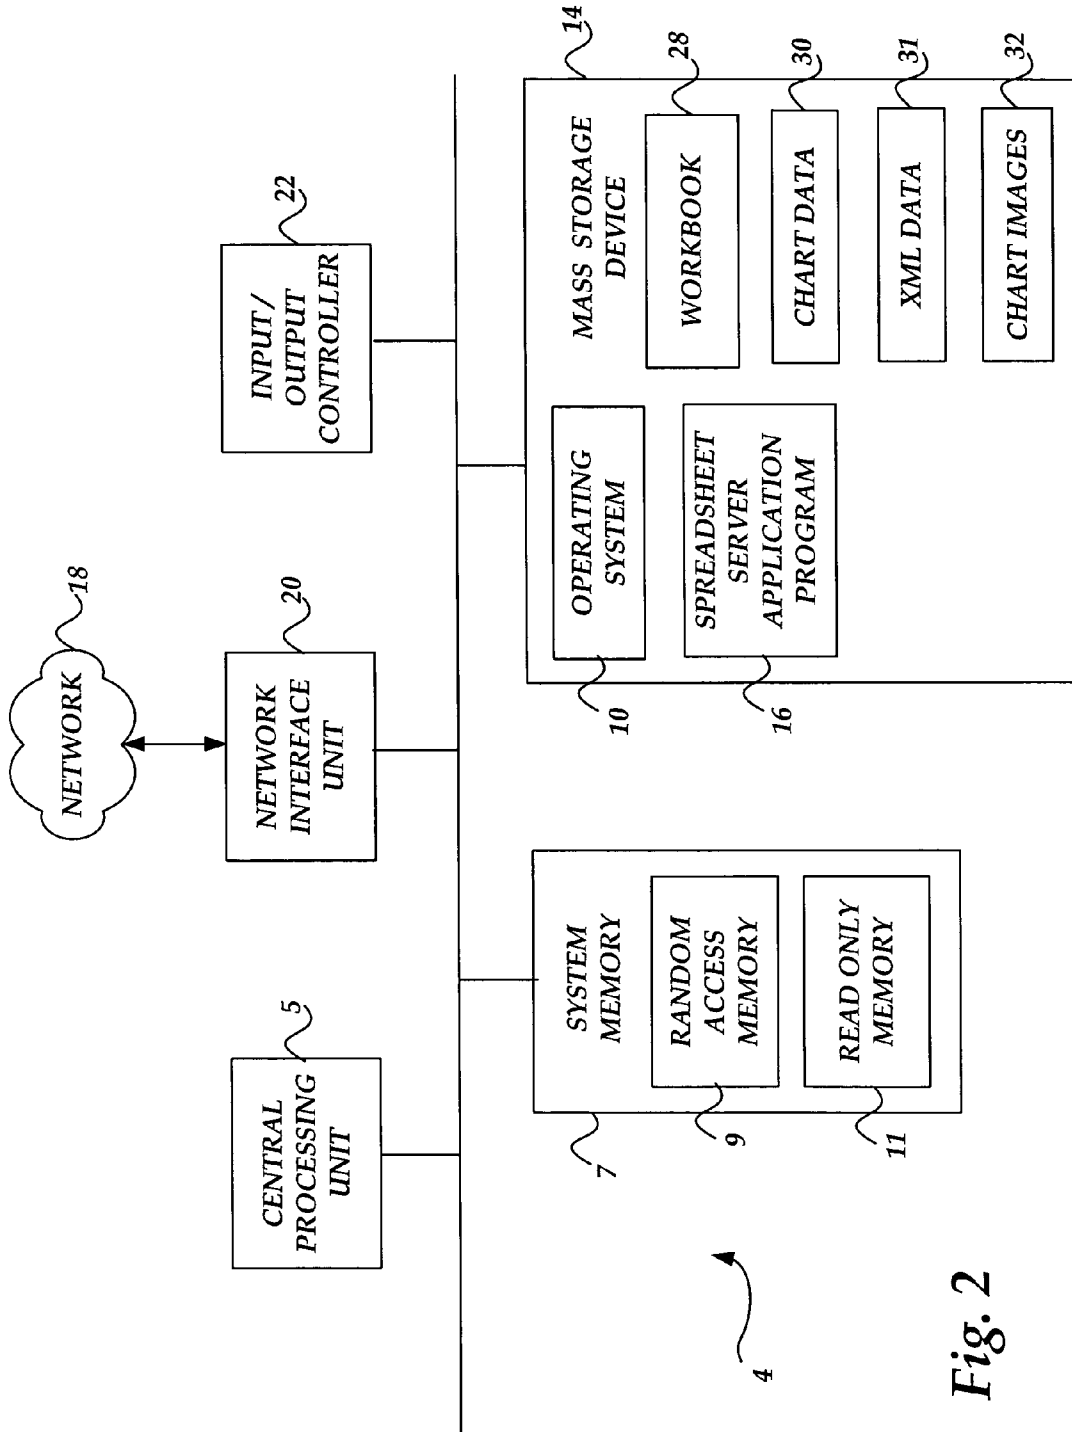 4
CENTRAL
PROCESSING
UNIT
5
NETWORK
18
NETWORK
INTERFACE
UNIT
20
INPUT/
OUTPUT
CONTROLLER
22
7
SYSTEM
MEMORY
RANDOM
ACCESS
MEMORY
9
READ ONLY
MEMORY
11
14
MASS STORAGE
DEVICE
OPERATING
SYSTEM
10
SPREADSHEET
SERVER
APPLICATION
PROGRAM
16
WORKBOOK
28
CHART DATA
30
XML DATA
31
CHART IMAGES
32
Fig. 2